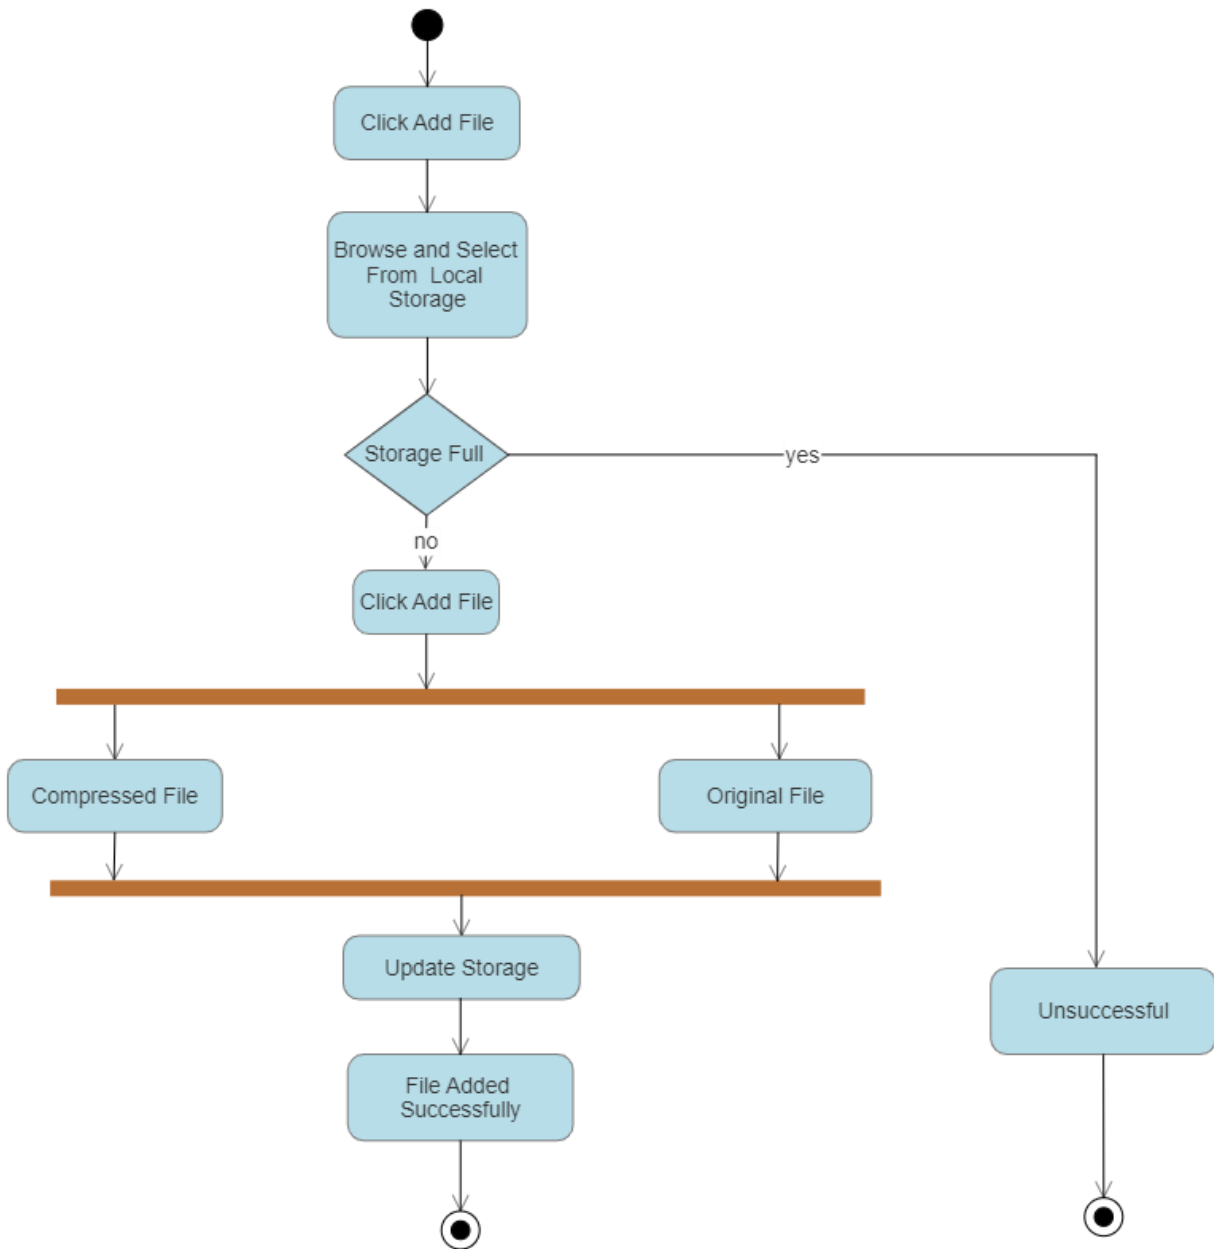 Click Add File
Browse and Select
From Local
Storage
Storage Full
yes
no
Click Add File
Compressed File
Original File
Update Storage
Unsuccessful
File Added
Successfully